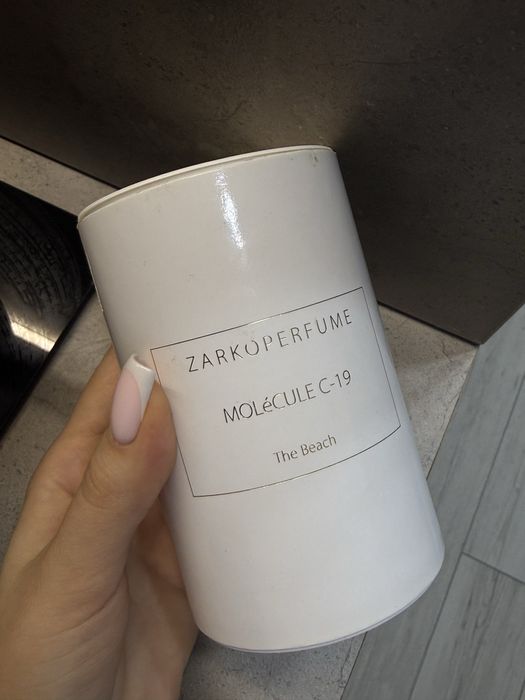 ZARKOPERFUME
MOLéCULE C-19
The Beach